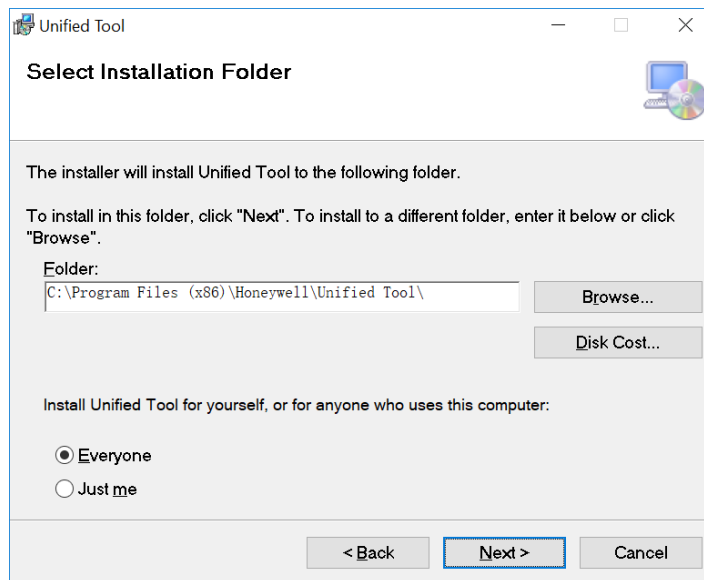 Unified Tool
Select Installation Folder
The installer will install Unified Tool to the following folder.
To install in this folder, click "Next". To install to a different folder, enter it below or click
"Browse".
Folder:
C:\Program Files (x86)\Honeywell\Unified Tool\
Browse...
Disk Cost...
Install Unified Tool for yourself, or for anyone who uses this computer:
Everyone
Just me
< Back
Next >
Cancel